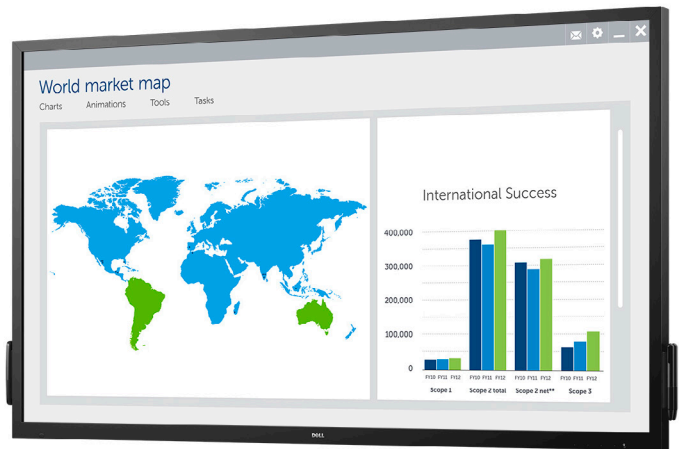 World market map
Charts Animations Tools Tasks
International Success
400,000
300,000
200,000
100,000
0
FY10 FY11 FY12 FY10 FY11 FY12 FY10 FY11 FY12 FY10 FY11 FY12
Scope 1 Scope 2 total Scope 2 net** Scope 3
DELL